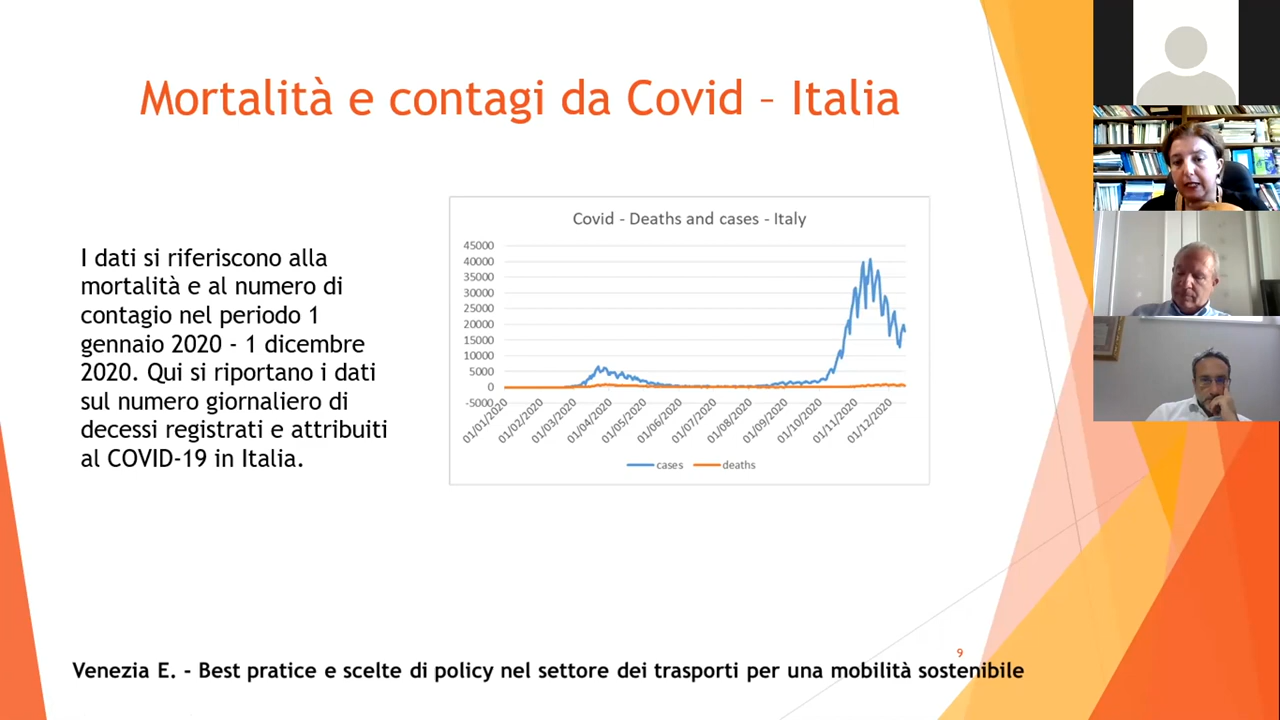 Mortalità e contagi da Covid – Italia
I dati si riferiscono alla
mortalità e al numero di
contagio nel periodo 1
gennaio 2020 - 1 dicembre
2020. Qui si riportano i dati
sul numero giornaliero di
decessi registrati e attribuiti
al COVID-19 in Italia.
Covid - Deaths and cases - Italy
45000
40000
35000
30000
25000
20000
15000
10000
5000
0
-5000
01/01/2020
01/02/2020
01/03/2020
01/04/2020
01/05/2020
01/06/2020
01/07/2020
01/08/2020
01/09/2020
01/10/2020
01/11/2020
01/12/2020
cases
deaths
9
Venezia E. - Best pratice e scelte di policy nel settore dei trasporti per una mobilità sostenibile